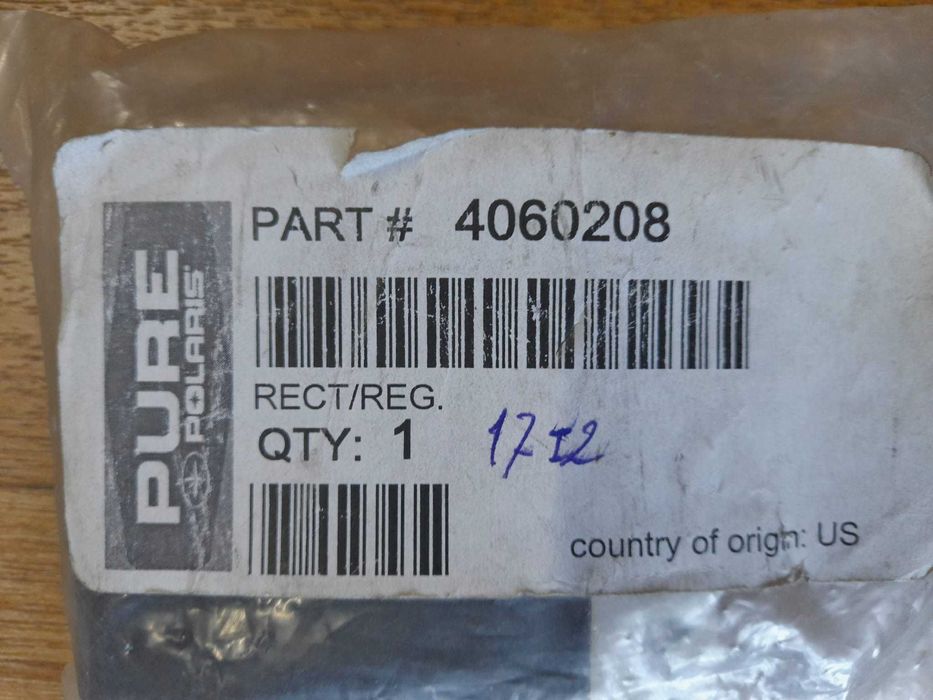 PART # 4060208
PURE
POLARIS
RECT/REG.
QTY: 1
country of origin: US